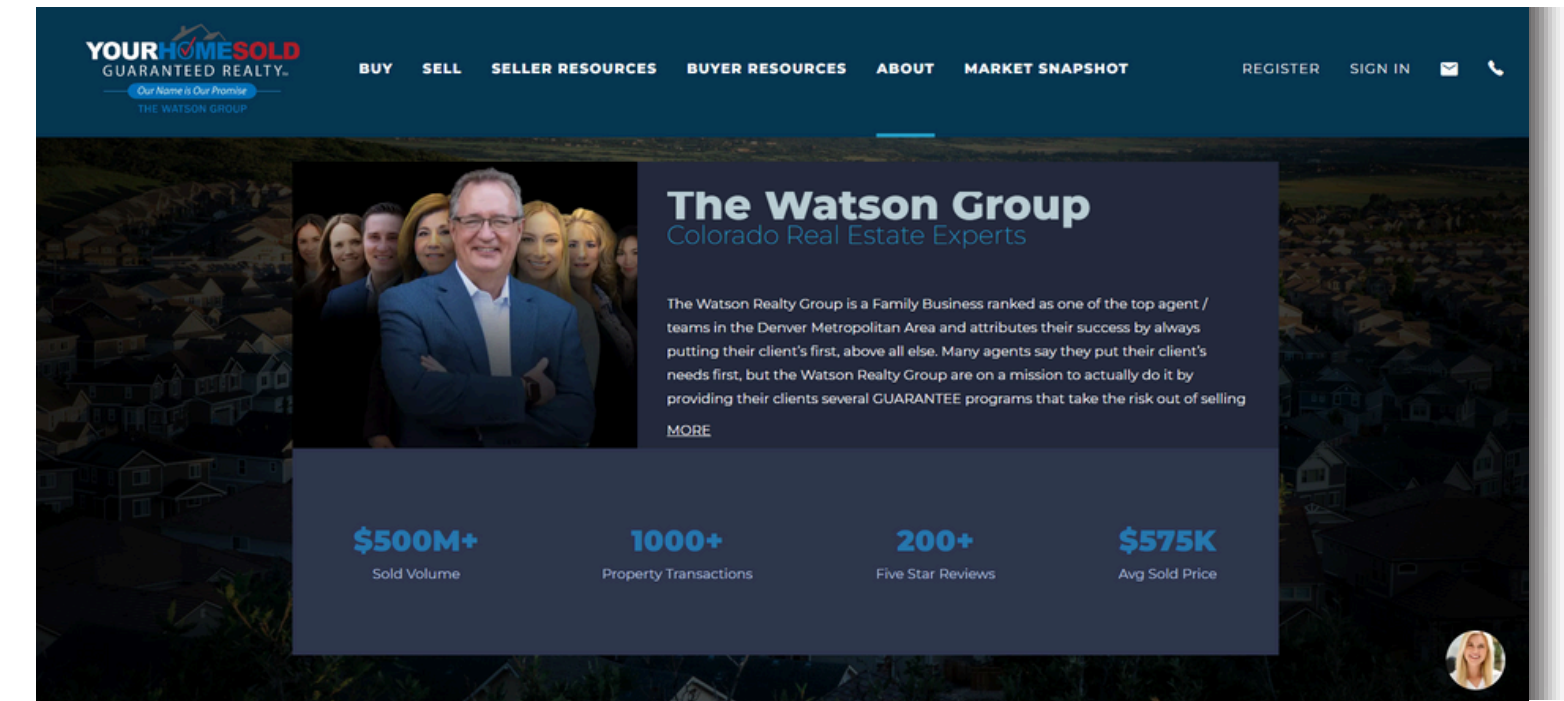 YOURHOMESOLD
GUARANTEED REALTY℠
Our Name is Our Promise
THE WATSON GROUP
BUY SELL SELLER RESOURCES BUYER RESOURCES ABOUT MARKET SNAPSHOT REGISTER SIGN IN
The Watson Group
Colorado Real Estate Experts
The Watson Realty Group is a Family Business ranked as one of the top agent /
teams in the Denver Metropolitan Area and attributes their success by always
putting their client's first, above all else. Many agents say they put their client's
needs first, but the Watson Realty Group are on a mission to actually do it by
providing their clients several GUARANTEE programs that take the risk out of selling
MORE
$500M+ 1000+ 200+ $575K
Sold Volume Property Transactions Five Star Reviews Avg Sold Price